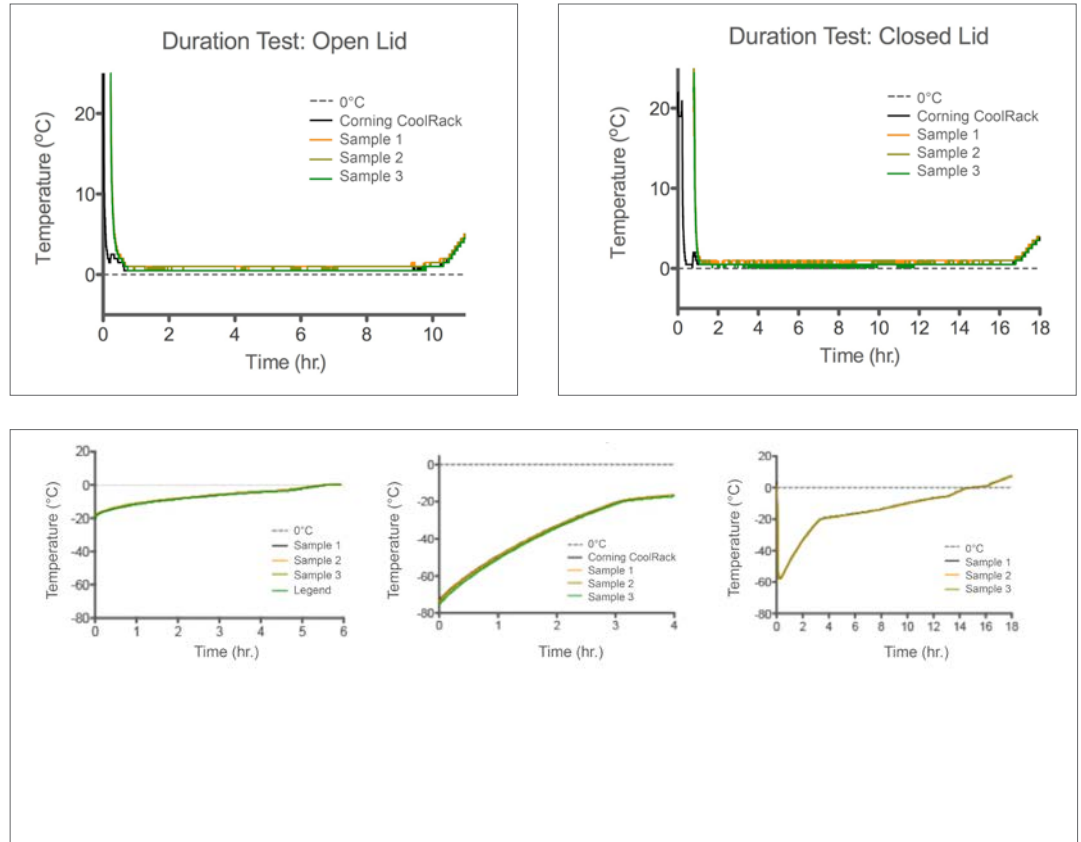 Duration Test: Open Lid
Temperature (ºC)
20
10
0
0°C
Corning CoolRack
Sample 1
Sample 2
Sample 3
0 2 4 6 8 10
Time (hr.)
Duration Test: Closed Lid
Temperature (°C)
20
10
0
0°C
Corning CoolRack
Sample 1
Sample 2
Sample 3
0 2 4 6 8 10 12 14 16 18
Time (hr.)
Temperature (°C)
20
0
-20
-40
-60
-80
0°C
Sample 1
Sample 2
Sample 3
Legend
0 1 2 3 4 5 6
Time (hr.)
Temperature (°C)
0
-20
-40
-60
-80
0°C
Corning CoolRack
Sample 1
Sample 2
Sample 3
0 1 2 3 4
Time (hr.)
Temperature (°C)
20
0
-20
-40
-60
-80
0°C
Sample 1
Sample 2
Sample 3
0 2 4 6 8 10 12 14 16 18
Time (hr.)